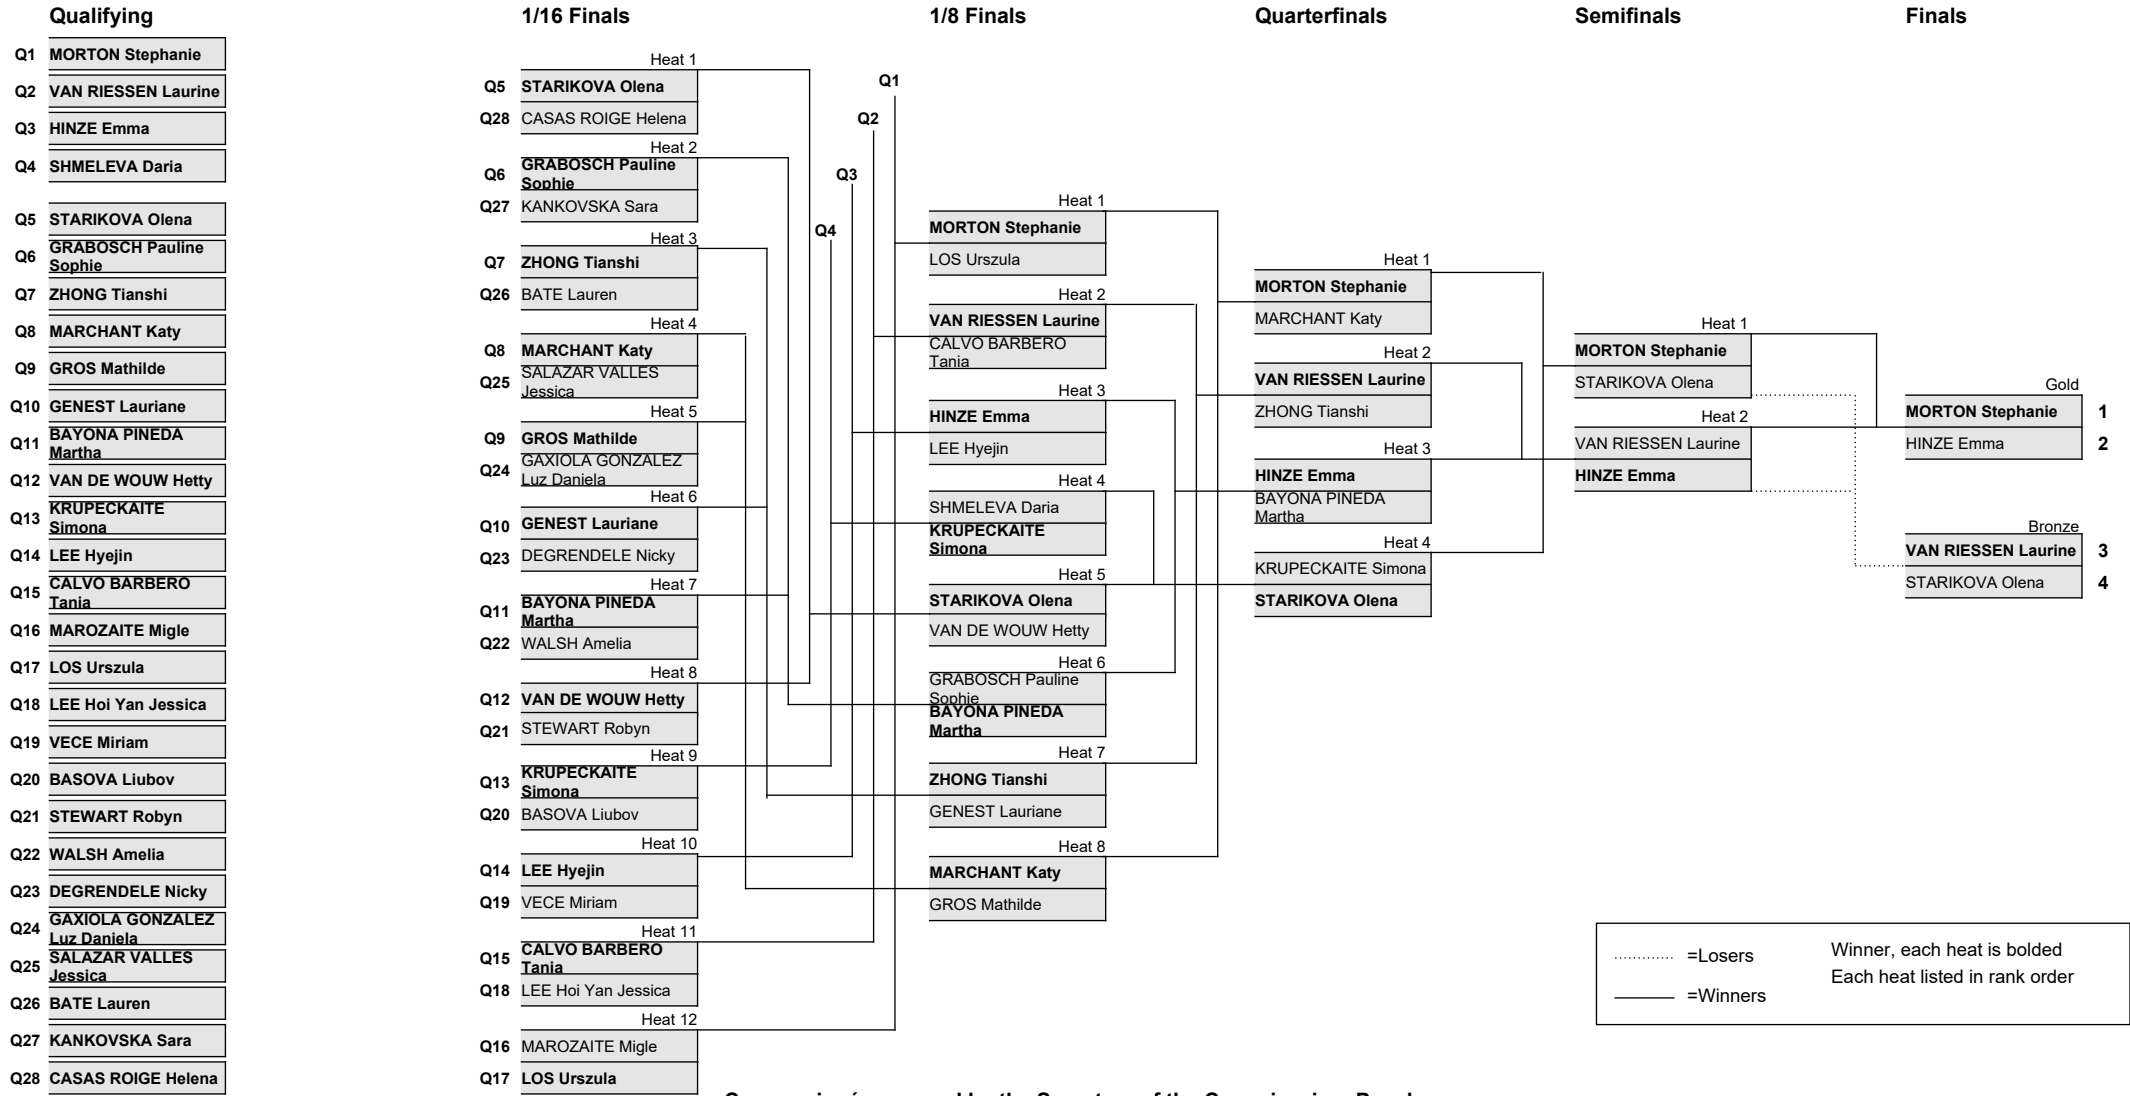 Qualifying
1/16 Finals
1/8 Finals
Quarterfinals
Semifinals
Finals
Q1 MORTON Stephanie
Q2 VAN RIESSEN Laurine
Q3 HINZE Emma
Q4 SHMELEVA Daria
Q5 STARIKOVA Olena
Q6 GRABOSCH Pauline
Sophie
Q7 ZHONG Tianshi
Q8 MARCHANT Katy
Q9 GROS Mathilde
Q10 GENEST Lauriane
Q11 BAYONA PINEDA
Martha
Q12 VAN DE WOUW Hetty
Q13 KRUPECKAITE
Simona
Q14 LEE Hyejin
Q15 CALVO BARBERO
Tania
Q16 MAROZAITE Migle
Q17 LOS Urszula
Q18 LEE Hoi Yan Jessica
Q19 VECE Miriam
Q20 BASOVA Liubov
Q21 STEWART Robyn
Q22 WALSH Amelia
Q23 DEGRENDELE Nicky
Q24 GAXIOLA GONZALEZ
Luz Daniela
Q25 SALAZAR VALLES
Jessica
Q26 BATE Lauren
Q27 KANKOVSKA Sara
Q28 CASAS ROIGE Helena
Heat 1
Q5 STARIKOVA Olena
Q28 CASAS ROIGE Helena
Heat 2
Q6 GRABOSCH Pauline
Sophie
Q27 KANKOVSKA Sara
Heat 3
Q7 ZHONG Tianshi
Q26 BATE Lauren
Heat 4
Q8 MARCHANT Katy
Q25 SALAZAR VALLES
Jessica
Heat 5
Q9 GROS Mathilde
Q24 GAXIOLA GONZALEZ
Luz Daniela
Heat 6
Q10 GENEST Lauriane
Q23 DEGRENDELE Nicky
Heat 7
Q11 BAYONA PINEDA
Martha
Q22 WALSH Amelia
Heat 8
Q12 VAN DE WOUW Hetty
Q21 STEWART Robyn
Heat 9
Q13 KRUPECKAITE
Simona
Q20 BASOVA Liubov
Heat 10
Q14 LEE Hyejin
Q19 VECE Miriam
Heat 11
Q15 CALVO BARBERO
Tania
Q18 LEE Hoi Yan Jessica
Heat 12
Q16 MAROZAITE Migle
Q17 LOS Urszula
Q1
Q2
Q3
Q4
Heat 1
MORTON Stephanie
LOS Urszula
Heat 2
VAN RIESSEN Laurine
CALVO BARBERO
Tania
Heat 3
HINZE Emma
LEE Hyejin
Heat 4
SHMELEVA Daria
KRUPECKAITE
Simona
Heat 5
STARIKOVA Olena
VAN DE WOUW Hetty
Heat 6
GRABOSCH Pauline
Sophie
BAYONA PINEDA
Martha
Heat 7
ZHONG Tianshi
GENEST Lauriane
Heat 8
MARCHANT Katy
GROS Mathilde
Heat 1
MORTON Stephanie
MARCHANT Katy
Heat 2
VAN RIESSEN Laurine
ZHONG Tianshi
Heat 3
HINZE Emma
BAYONA PINEDA
Martha
Heat 4
KRUPECKAITE Simona
STARIKOVA Olena
Heat 1
MORTON Stephanie
STARIKOVA Olena
Heat 2
VAN RIESSEN Laurine
HINZE Emma
Gold
MORTON Stephanie 1
HINZE Emma 2
Bronze
VAN RIESSEN Laurine 3
STARIKOVA Olena 4
=Losers
=Winners
Winner, each heat is bolded
Each heat listed in rank order